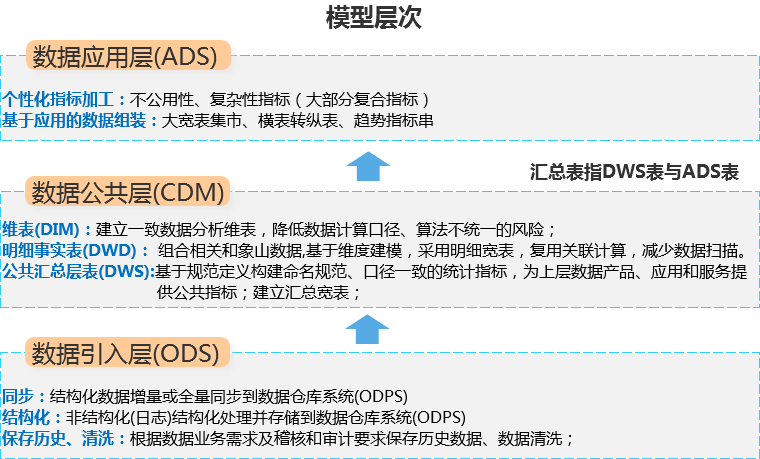 模型层次
数据应用层(ADS)
个性化指标加工：不公用性、复杂性指标（大部分复合指标）
基于应用的数据组装：大宽表集市、横表转纵表、趋势指标串
汇总表指DWS表与ADS表
数据公共层(CDM)
维表(DIM)：建立一致数据分析维表，降低数据计算口径、算法不统一的风险；
明细事实表(DWD)： 组合相关和象山数据,基于维度建模，采用明细宽表，复用关联计算，减少数据扫描。
公共汇总层表(DWS):基于规范定义构建命名规范、口径一致的统计指标，为上层数据产品、应用和服务提
供公共指标；建立汇总宽表；
数据引入层(ODS)
同步：结构化数据增量或全量同步到数据仓库系统(ODPS)
结构化：非结构化(日志)结构化处理并存储到数据仓库系统(ODPS)
保存历史、清洗：根据数据业务需求及稽核和审计要求保存历史数据、数据清洗；